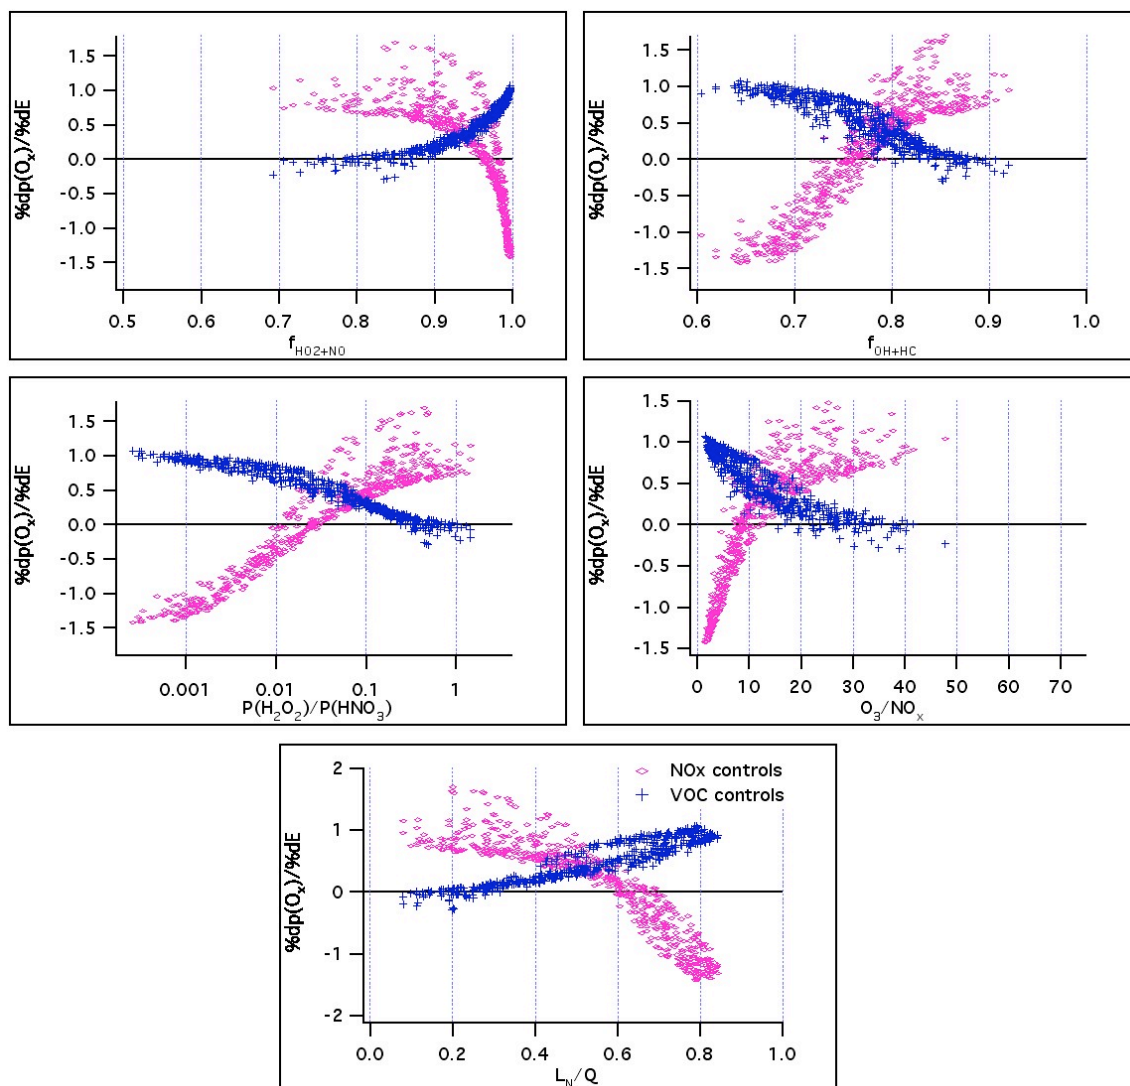 %dp(Oₓ)/%dE
1.5
1.0
0.5
0.0
-0.5
-1.0
-1.5
0.5 0.6 0.7 0.8 0.9 1.0
f HO2+NO
%dp(Oₓ)/%dE
1.5
1.0
0.5
0.0
-0.5
-1.0
-1.5
0.6 0.7 0.8 0.9 1.0
f OH+HC
%dp(Oₓ)/%dE
1.5
1.0
0.5
0.0
-0.5
-1.0
-1.5
0.001 0.01 0.1 1
P(H₂O₂)/P(HNO₃)
%dp(Oₓ)/%dE
1.5
1.0
0.5
0.0
-0.5
-1.0
-1.5
0 10 20 30 40 50 60 70
O₃/NOₓ
%dp(Oₓ)/%dE
2
1
0
-1
-2
NOx controls
VOC controls
0.0 0.2 0.4 0.6 0.8 1.0
L_N/Q